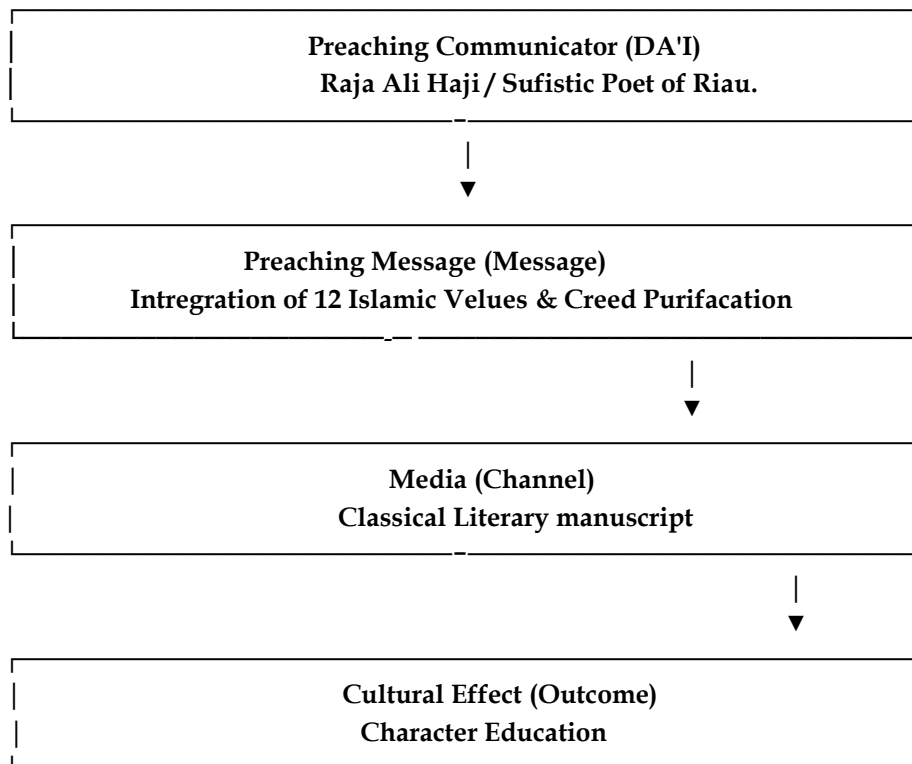 Preaching Communicator (DA'I)
Raja Ali Haji / Sufistic Poet of Riau.
Preaching Message (Message)
Intregration of 12 Islamic Velues & Creed Purifacation
Media (Channel)
Classical Literary manuscript
Cultural Effect (Outcome)
Character Education